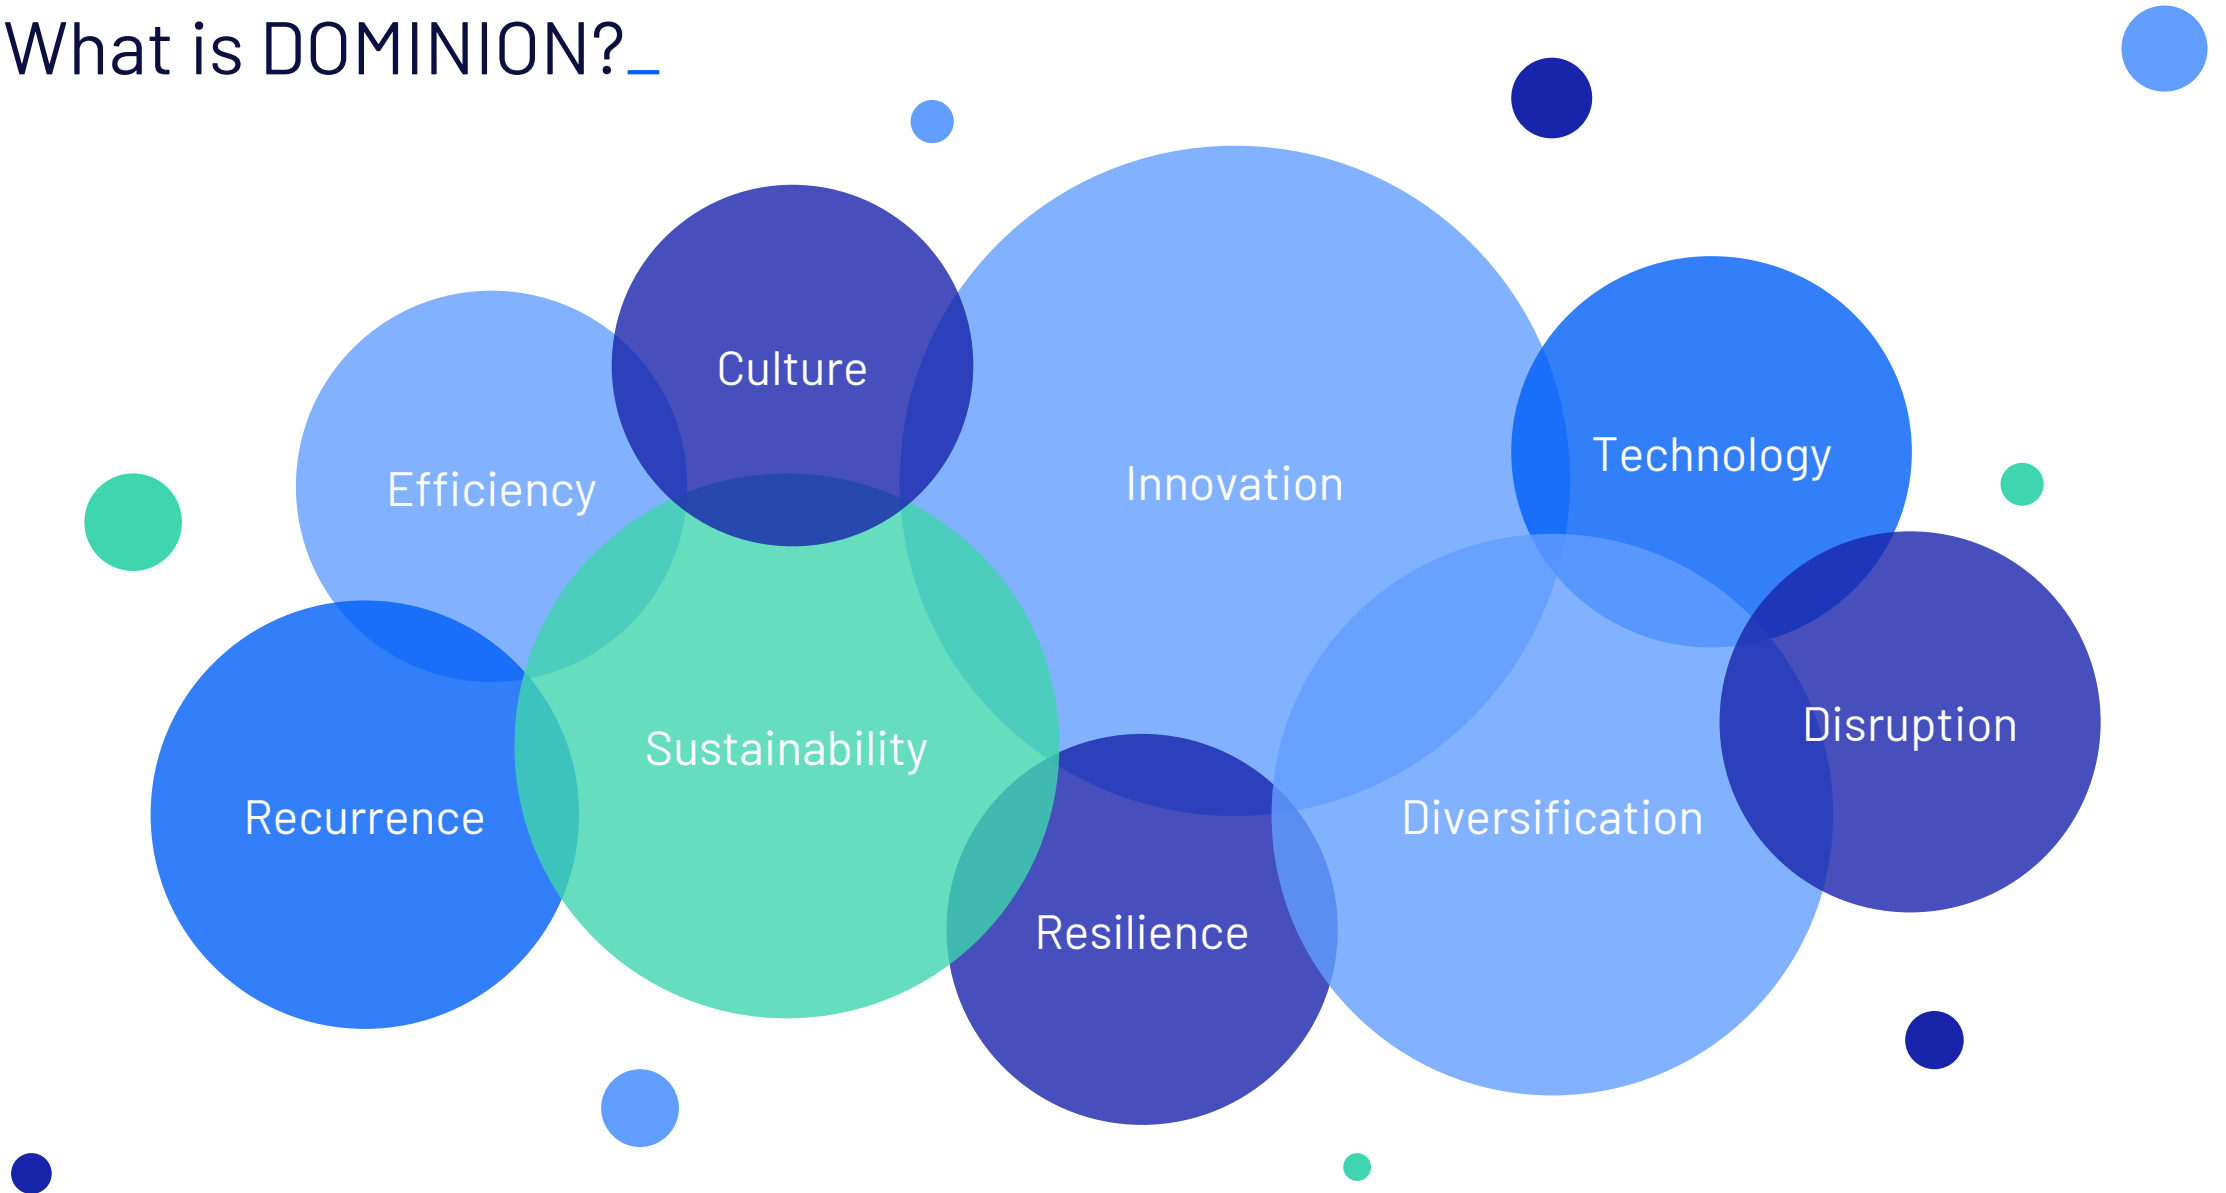 What is DOMINION?_
Culture
Efficiency
Innovation
Technology
Sustainability
Recurrence
Resilience
Diversification
Disruption